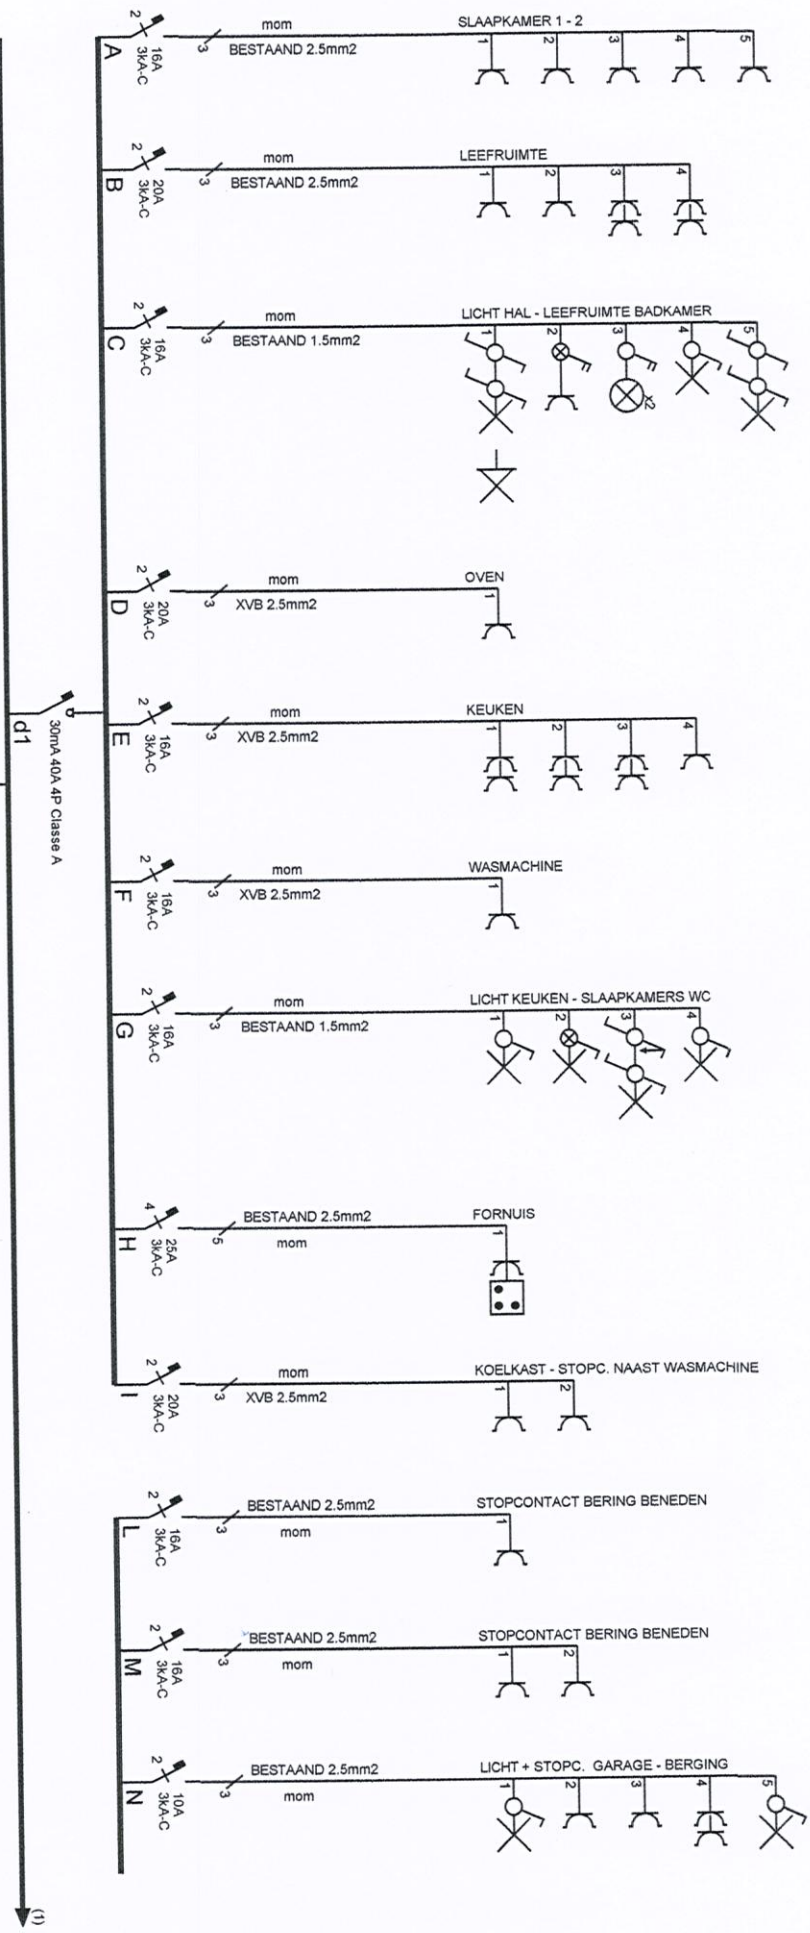 SLAAPKAMER 1 - 2
mom
BESTAAND 2.5mm2
2
16A
3kA-C
3
A
1
2
3
4
5
LEEFRUIMTE
mom
BESTAAND 2.5mm2
2
20A
3kA-C
3
B
1
2
3
4
LICHT HAL - LEEFRUIMTE BADKAMER
mom
BESTAAND 1.5mm2
2
16A
3kA-C
3
C
1
2
3
4
5
x2
OVEN
mom
XVB 2.5mm2
2
20A
3kA-C
3
D
1
d1
30mA 40A 4P Classe A
KEUKEN
mom
XVB 2.5mm2
2
16A
3kA-C
3
E
1
2
3
4
WASMACHINE
mom
XVB 2.5mm2
2
16A
3kA-C
3
F
1
LICHT KEUKEN - SLAAPKAMERS WC
mom
BESTAAND 1.5mm2
2
16A
3kA-C
3
G
1
2
3
4
FORNUIS
BESTAAND 2.5mm2
mom
4
25A
3kA-C
5
H
1
KOELKAST - STOPC. NAAST WASMACHINE
mom
XVB 2.5mm2
2
20A
3kA-C
3
I
1
2
STOPCONTACT BERING BENEDEN
BESTAAND 2.5mm2
mom
2
16A
3kA-C
3
L
1
STOPCONTACT BERING BENEDEN
BESTAAND 2.5mm2
mom
2
16A
3kA-C
3
M
1
2
LICHT + STOPC. GARAGE - BERGING
BESTAAND 2.5mm2
mom
2
10A
3kA-C
3
N
1
2
3
4
5
(1)